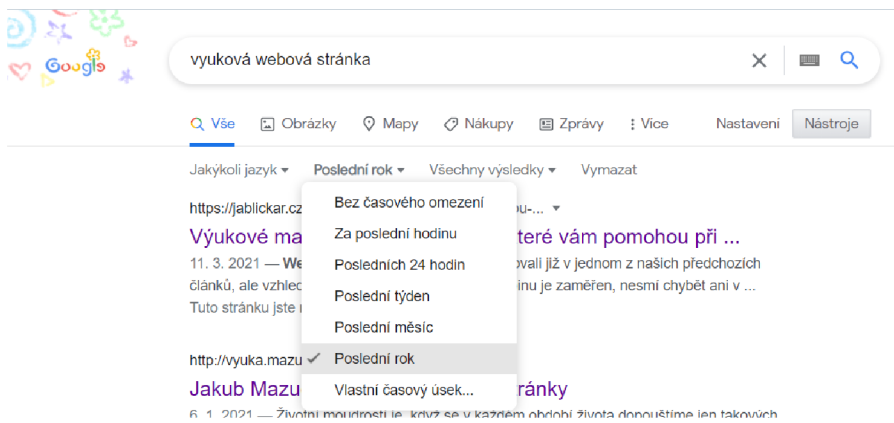 Google
vyuková webová stránka
Vše Obrázky Mapy Nákupy Zprávy Více Nastavení Nástroje
Jakýkoli jazyk Poslední rok Všechny výsledky Vymazat
Bez časového omezení
Za poslední hodinu
Posledních 24 hodin
Poslední týden
Poslední měsíc
Poslední rok
Vlastní časový úsek...
https://jablickar.cz u-...
Výukové ma teré vám pomohou při ...
11. 3. 2021 — We ovali již v jednom z našich předchozích
článků, ale vzhled inu je zaměřen, nesmí chybět ani v ...
Tuto stránku jste
http://vyuka.mazu
Jakub Mazu ránky
6. 1. 2021 — Životní moudrostí je, když se v každém období života dopouštíme jen takových